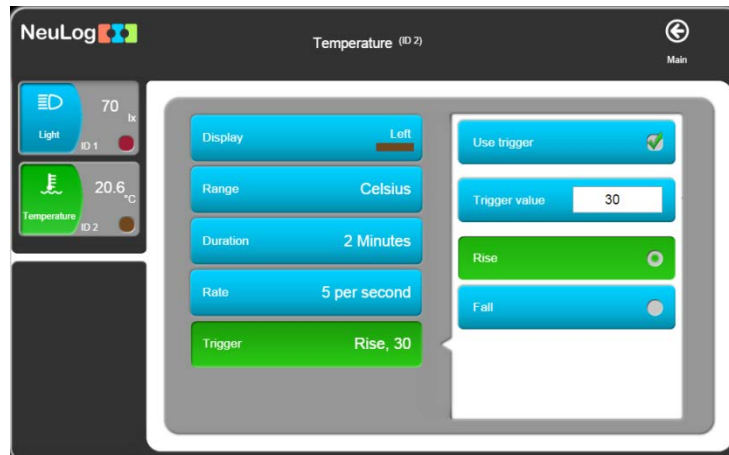 NeuLog
Temperature (ID 2)
Main
70
lx
Light
ID 1
20.6
°C
Temperature
ID 2
Display Left
Range Celsius
Duration 2 Minutes
Rate 5 per second
Trigger Rise, 30
Use trigger
Trigger value 30
Rise
Fall